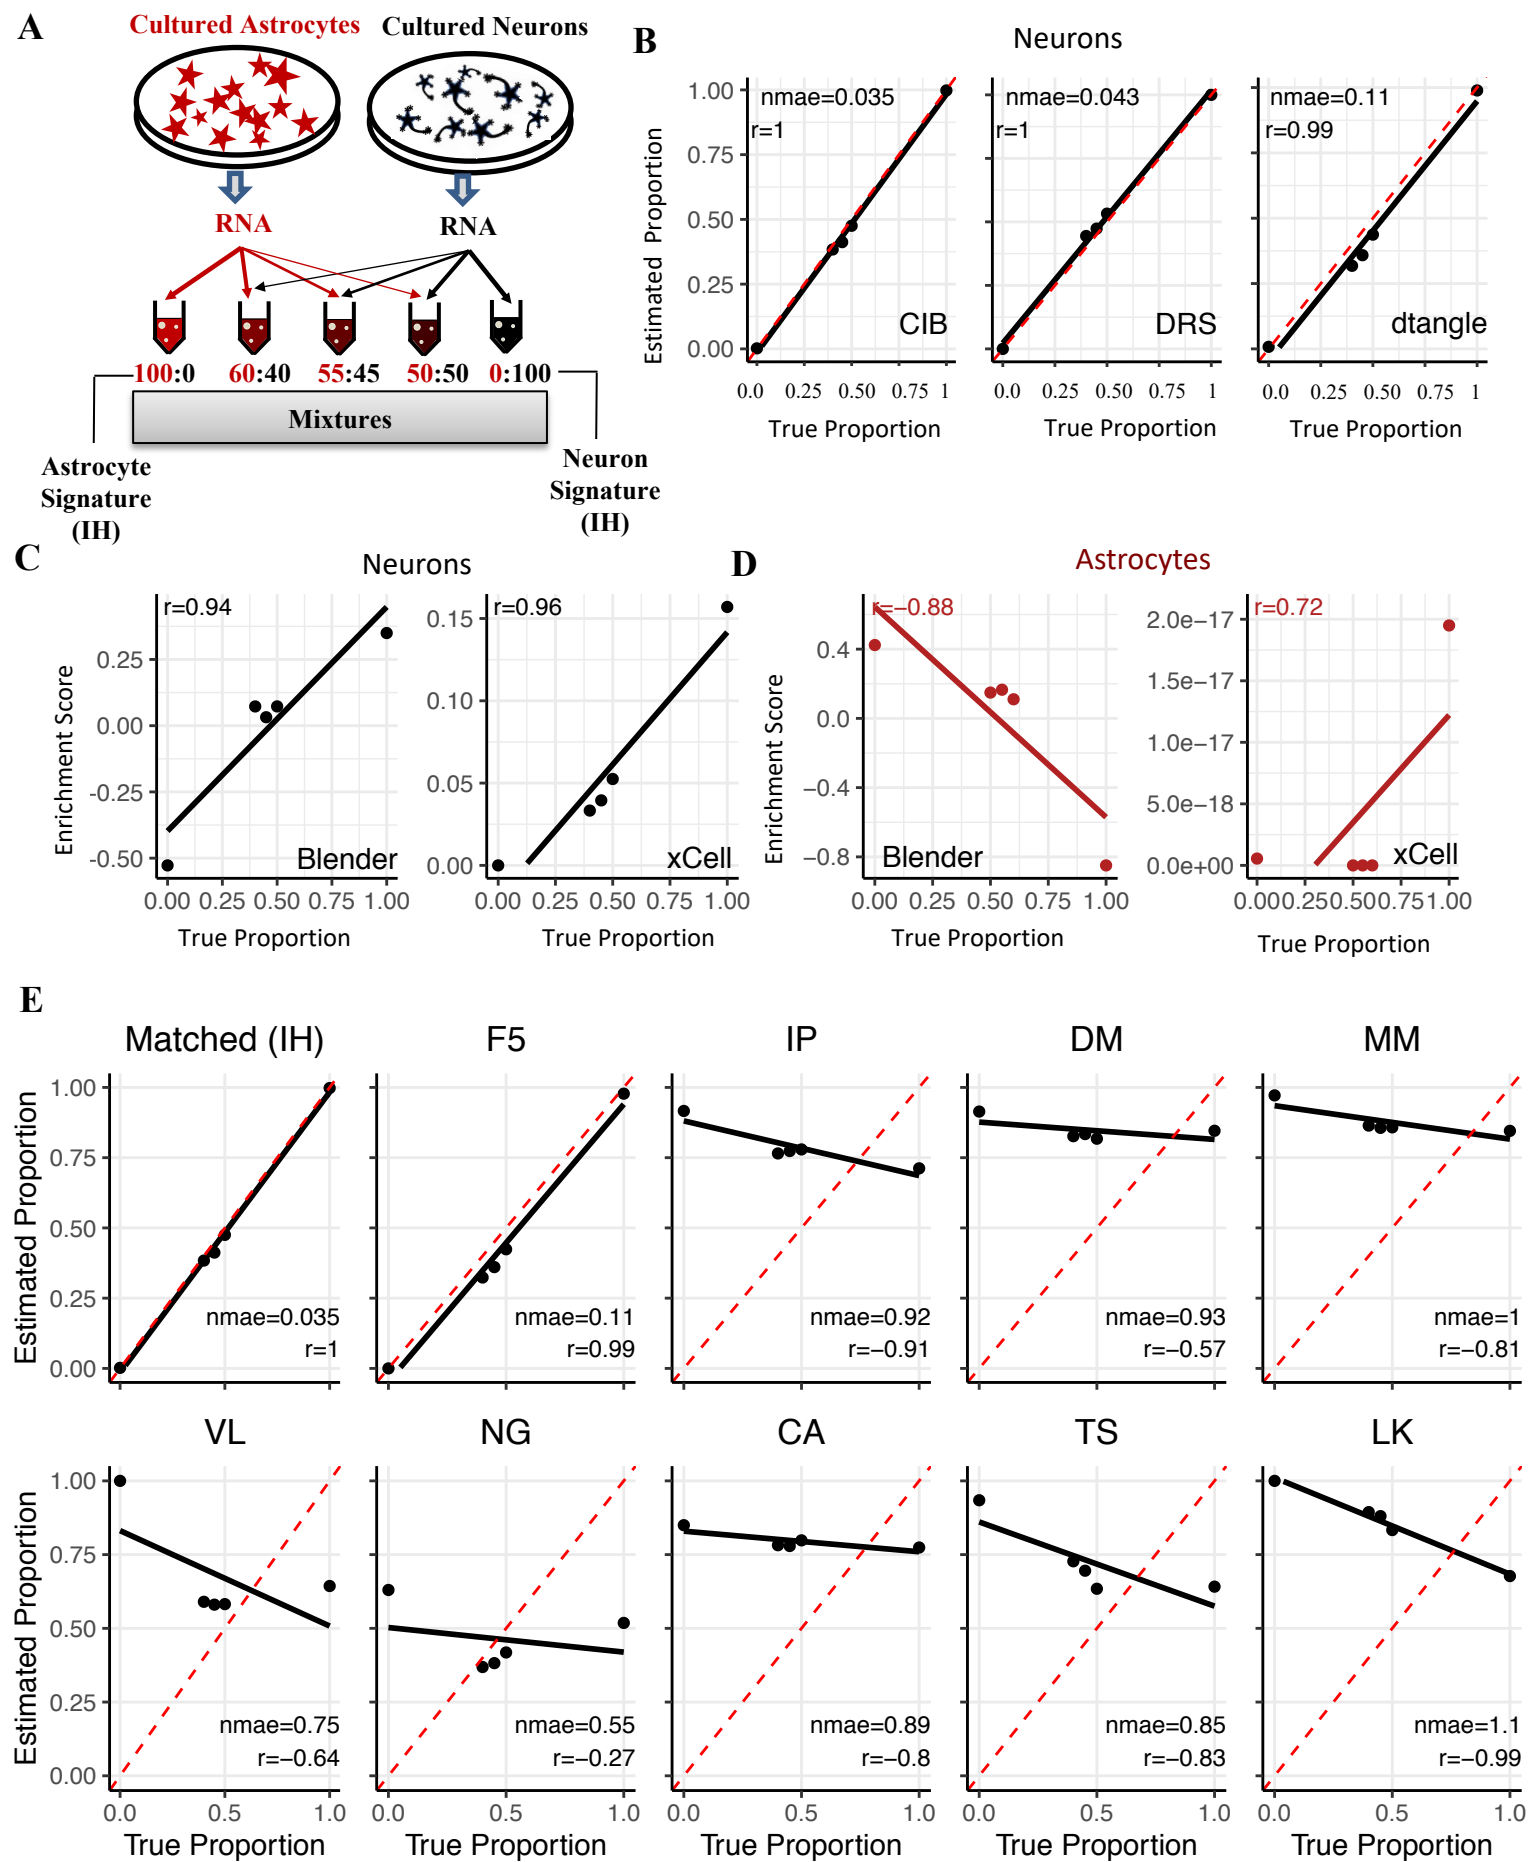 A
Cultured Astrocytes Cultured Neurons
RNA
RNA
100:0 60:40 55:45 50:50 0:100
Mixtures
Astrocyte
Signature
(IH)
Neuron
Signature
(IH)
B
Neurons
Estimated Proportion
1.00
0.75
0.50
0.25
0.00
nmae=0.035
r=1
CIB
0.0 0.25 0.50 0.75 1
True Proportion
nmae=0.043
r=1
DRS
0.0 0.25 0.50 0.75 1
True Proportion
nmae=0.11
r=0.99
dtangle
0.0 0.25 0.50 0.75 1
True Proportion
C
Neurons
Enrichment Score
0.25
0.00
-0.25
-0.50
r=0.94
Blender
0.00 0.25 0.50 0.75 1.00
True Proportion
0.15
0.10
0.05
0.00
r=0.96
xCell
0.00 0.25 0.50 0.75 1.00
True Proportion
D
Astrocytes
Enrichment Score
0.4
0.0
−0.4
−0.8
r=−0.88
Blender
0.00 0.25 0.50 0.75 1.00
True Proportion
2.0e−17
1.5e−17
1.0e−17
5.0e−18
0.0e+00
r=0.72
xCell
0.00 0.25 0.50 0.75 1.00
True Proportion
E
Matched (IH)
Estimated Proportion
1.00
0.75
0.50
0.25
0.00
nmae=0.035
r=1
F5
nmae=0.11
r=0.99
IP
nmae=0.92
r=−0.91
DM
nmae=0.93
r=−0.57
MM
nmae=1
r=−0.81
VL
Estimated Proportion
1.00
0.75
0.50
0.25
0.00
nmae=0.75
r=−0.64
0.0 0.5 1.0
True Proportion
NG
nmae=0.55
r=−0.27
0.0 0.5 1.0
True Proportion
CA
nmae=0.89
r=−0.8
0.0 0.5 1.0
True Proportion
TS
nmae=0.85
r=−0.83
0.0 0.5 1.0
True Proportion
LK
nmae=1.1
r=−0.99
0.0 0.5 1.0
True Proportion